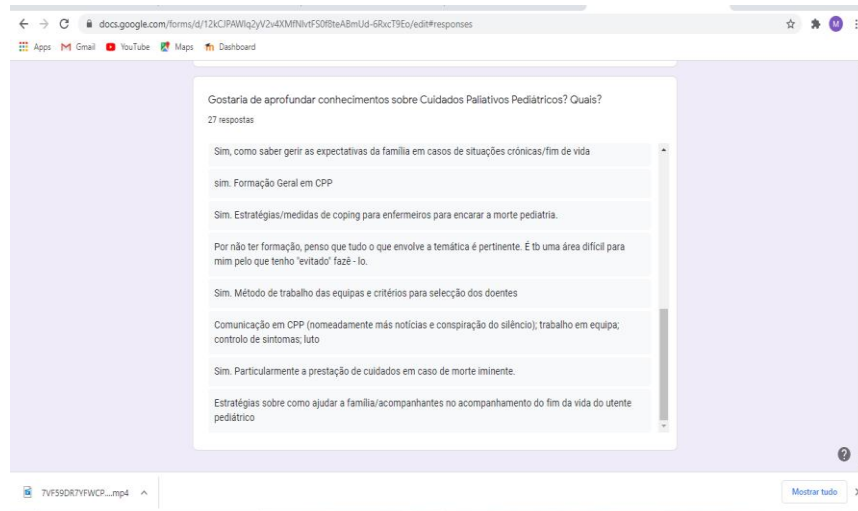 docs.google.com/forms/d/12kCJPAWlq2yV2v4XMfNlvtFS0f8teABmUd-6RxcT9Eo/edit#responses
M
Apps Gmail YouTube Maps Dashboard
Gostaria de aprofundar conhecimentos sobre Cuidados Paliativos Pediátricos? Quais?
27 respostas
Sim, como saber gerir as expectativas da família em casos de situações crónicas/fim de vida
sim. Formação Geral em CPP
Sim. Estratégias/medidas de coping para enfermeiros para encarar a morte pediatria.
Por não ter formação, penso que tudo o que envolve a temática é pertinente. É tb uma área difícil para
mim pelo que tenho "evitado" fazê - lo.
Sim. Método de trabalho das equipas e critérios para selecção dos doentes
Comunicação em CPP (nomeadamente más notícias e conspiração do silêncio); trabalho em equipa;
controlo de sintomas; luto
Sim. Particularmente a prestação de cuidados em caso de morte iminente.
Estratégias sobre como ajudar a família/acompanhantes no acompanhamento do fim da vida do utente
pediátrico
7VF59DR7YFWCP....mp4
Mostrar tudo